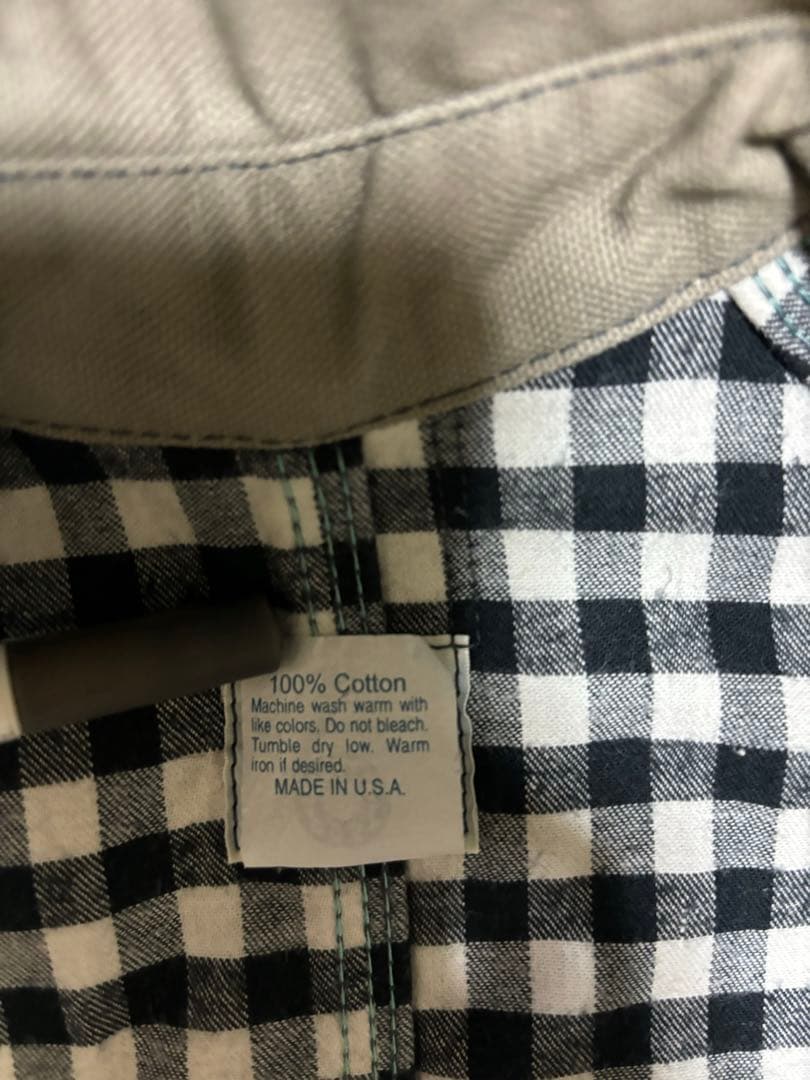 100% Cotton
Machine wash warm with
like colors. Do not bleach.
Tumble dry low. Warm
iron if desired.
MADE IN U.S.A.